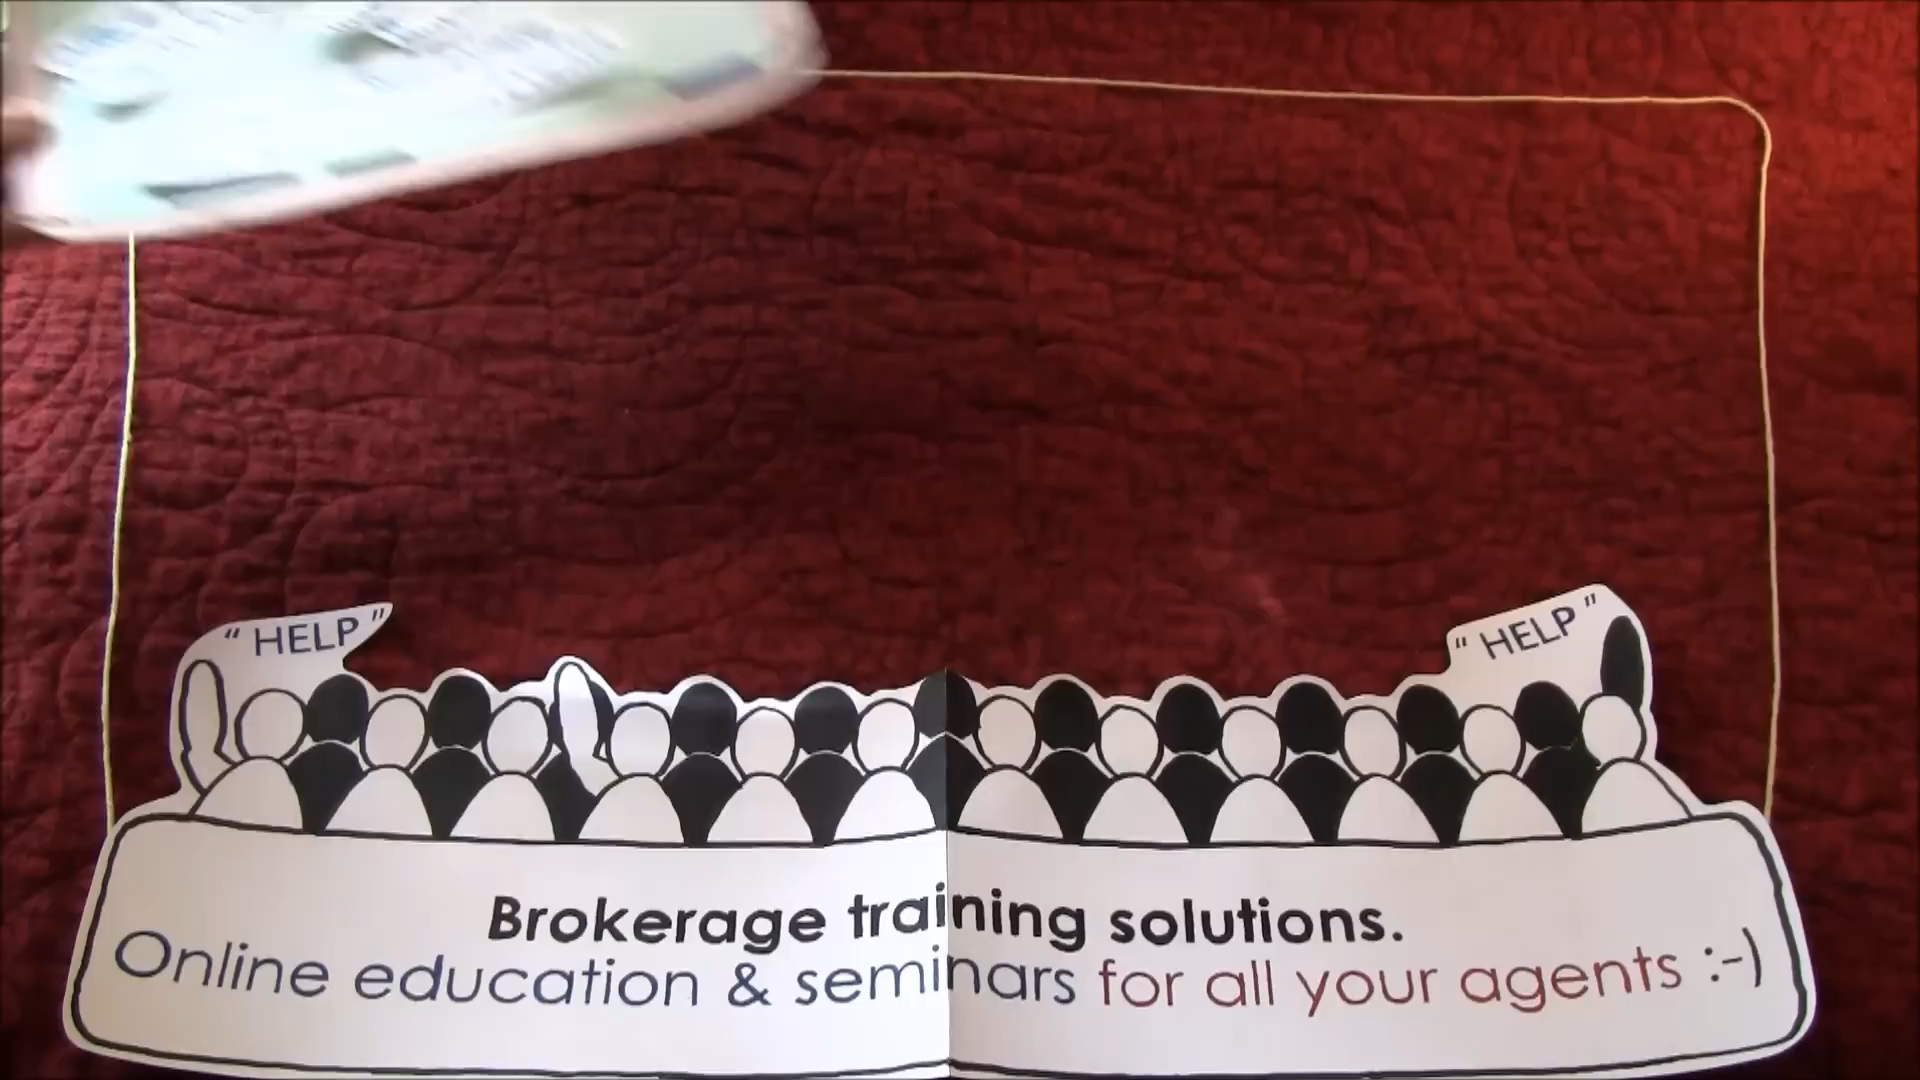 “ HELP ”
“ HELP ”
Brokerage training solutions.
Online education & seminars for all your agents :-)